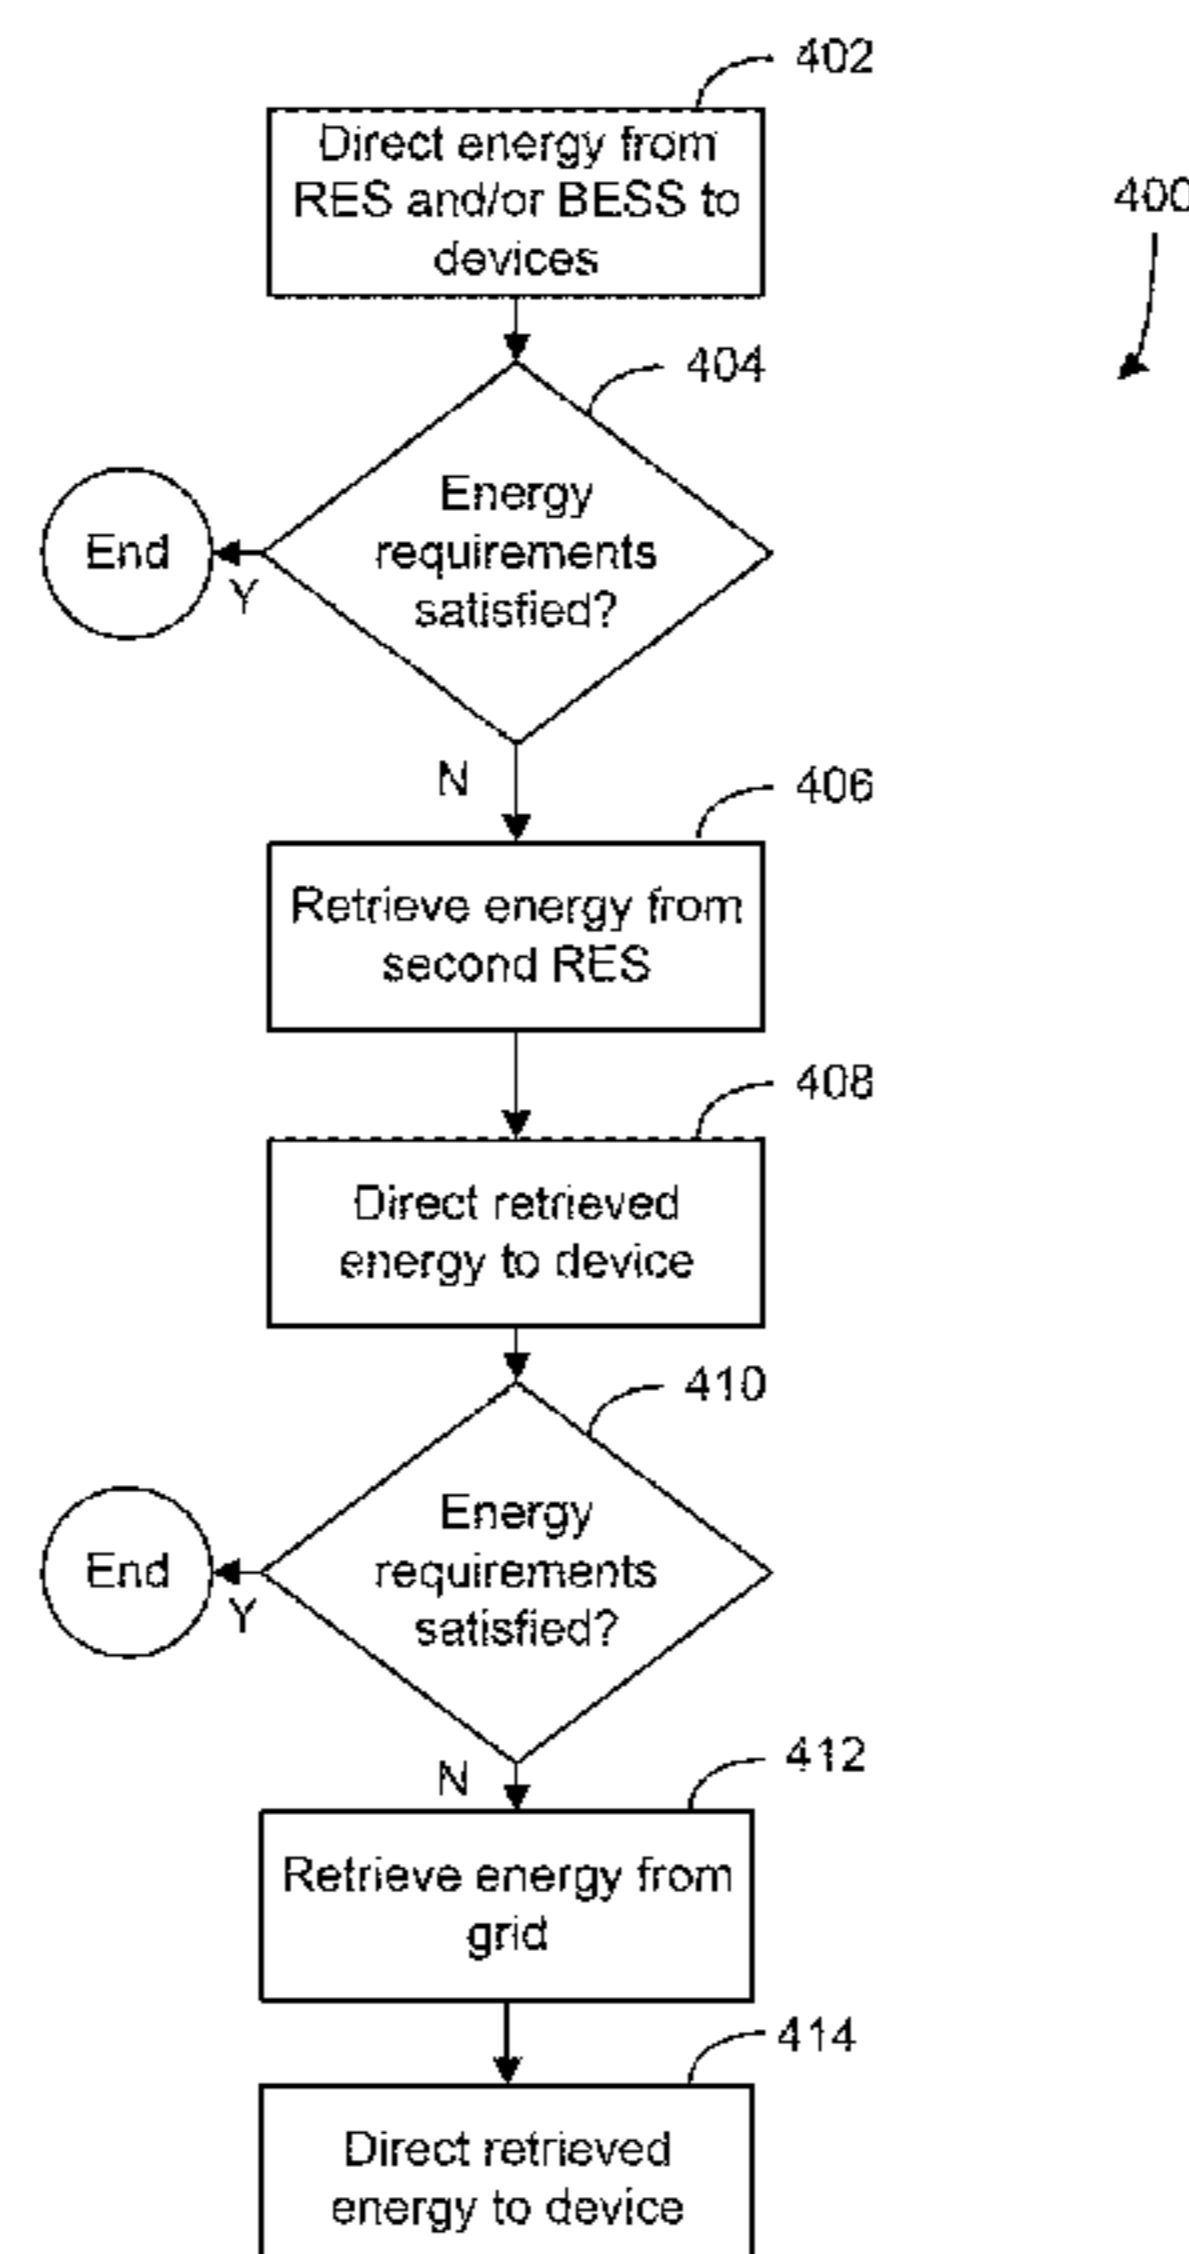 402
Direct energy from
RES and/or BESS to
devices
400
404
Energy
requirements
satisfied?
End
Y
N
406
Retrieve energy from
second RES
408
Direct retrieved
energy to device
410
Energy
requirements
satisfied?
End
Y
N
412
Retrieve energy from
grid
414
Direct retrieved
energy to device